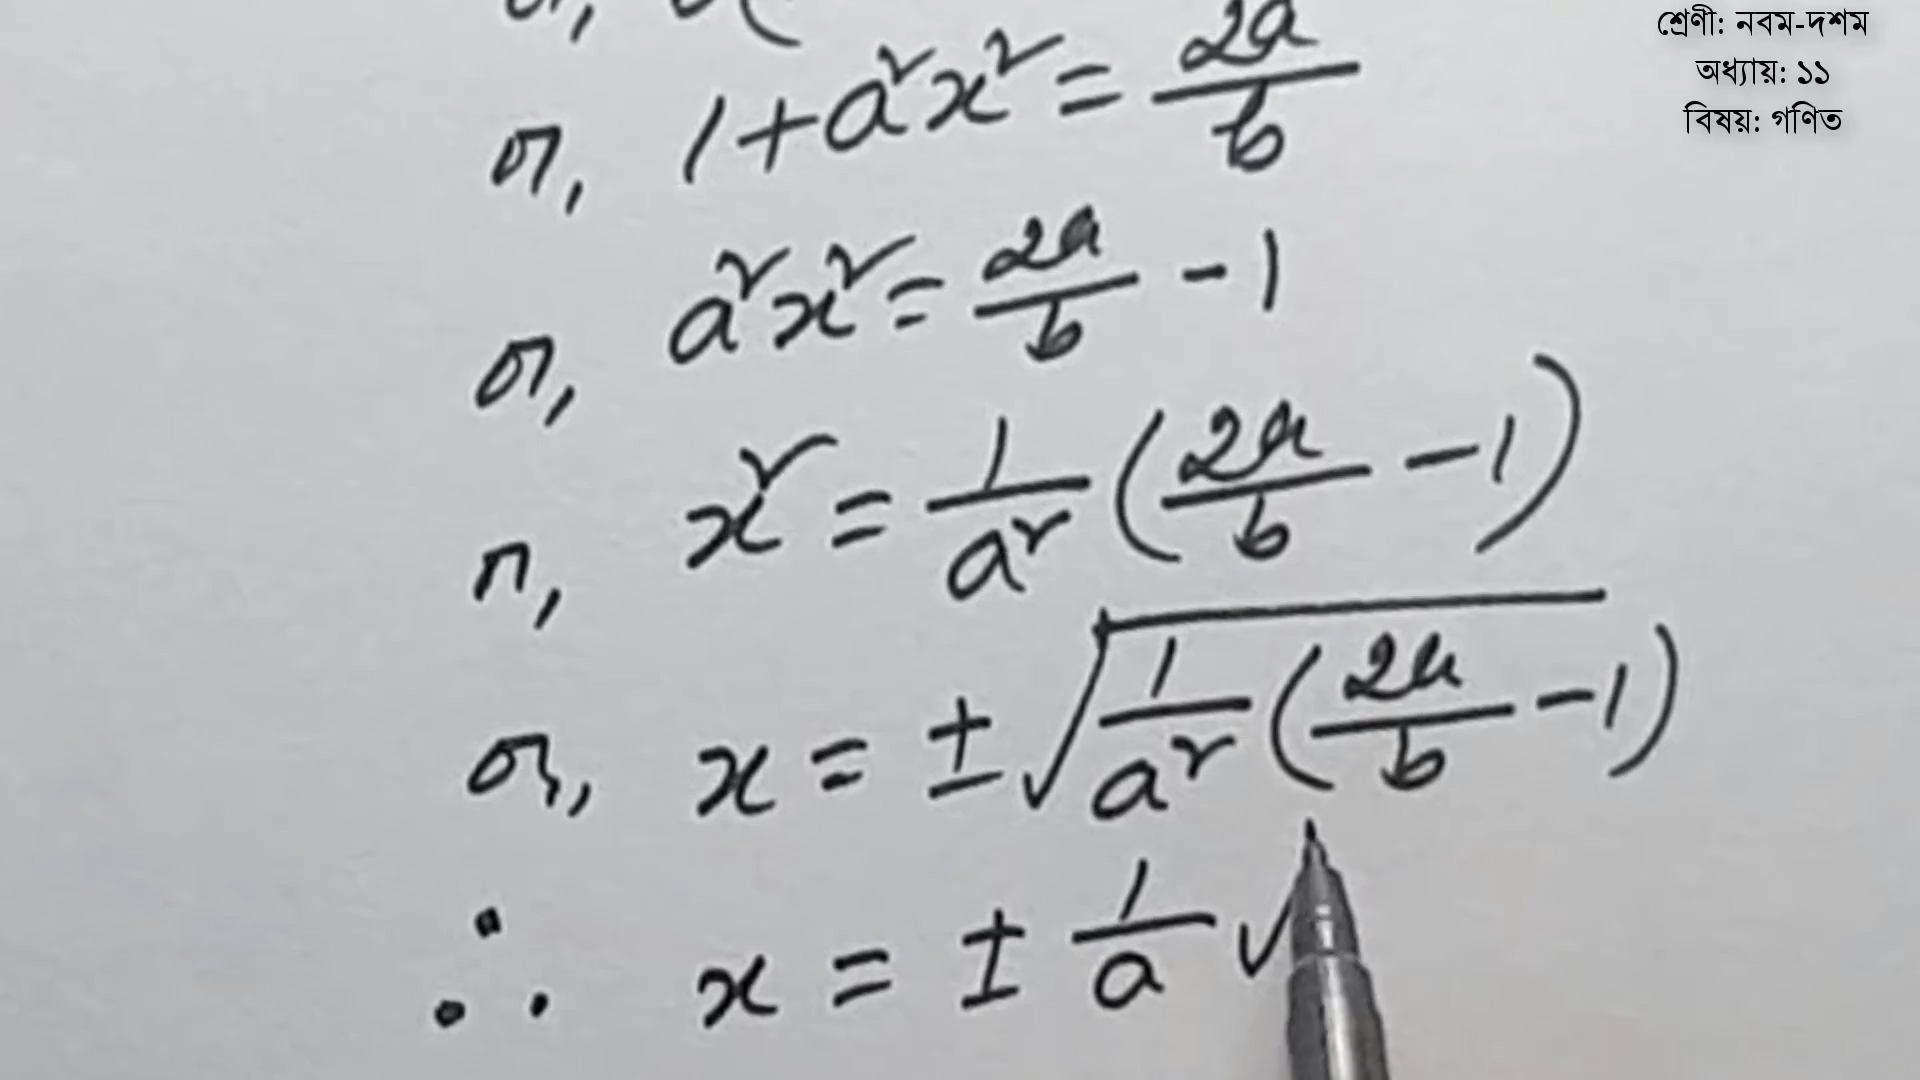 শ্রেণী: নবম-দশম
অধ্যায়: ১১
বিষয়: গণিত
বা, 1+a²x² = 2a/b
বা, a²x² = 2a/b - 1
বা, x² = 1/a² (2a/b - 1)
বা, x = ±√(1/a² (2a/b - 1))
∴ x = ± 1/a √